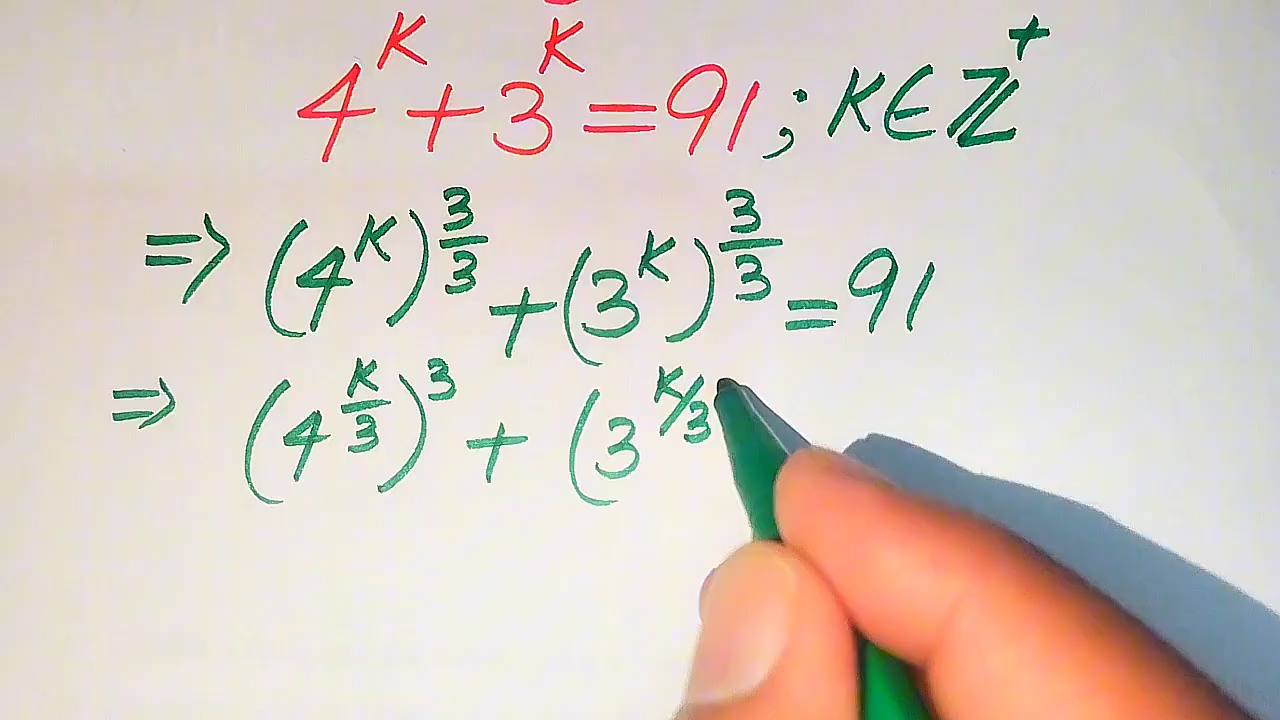 4^K + 3^K = 91 ; K ∈ ℤ^+
⇒ (4^K)^(3/3) + (3^K)^(3/3) = 91
⇒ (4^(K/3))^3 + (3^(K/3)